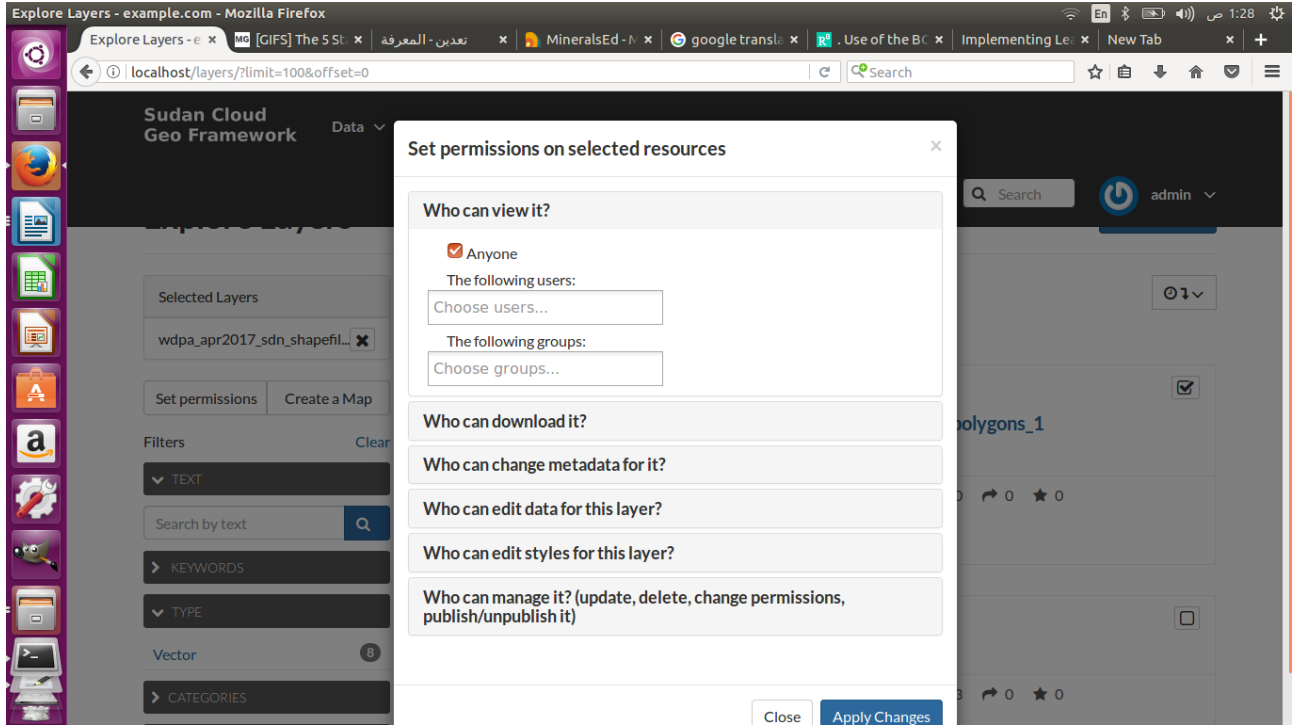 Explore Layers - example.com - Mozilla Firefox
En
1:28 ص
Explore Layers - e
MG [GIFS] The 5 St
تعدين - المعرفة
MineralsEd - M
google transla
R⁶ . Use of the BC
Implementing Lea
New Tab
localhost/layers/?limit=100&offset=0
Search
Sudan Cloud
Geo Framework
Data
Search
admin
Set permissions on selected resources
×
Who can view it?
Anyone
The following users:
Choose users...
The following groups:
Choose groups...
Who can download it?
Who can change metadata for it?
Who can edit data for this layer?
Who can edit styles for this layer?
Who can manage it? (update, delete, change permissions,
publish/unpublish it)
Close
Apply Changes
Explore Layers
Selected Layers
wdpa_apr2017_sdn_shapefil...
Set permissions
Create a Map
Filters
Clear
TEXT
Search by text
KEYWORDS
TYPE
Vector
8
CATEGORIES
polygons_1
0 0 0
3 0 0